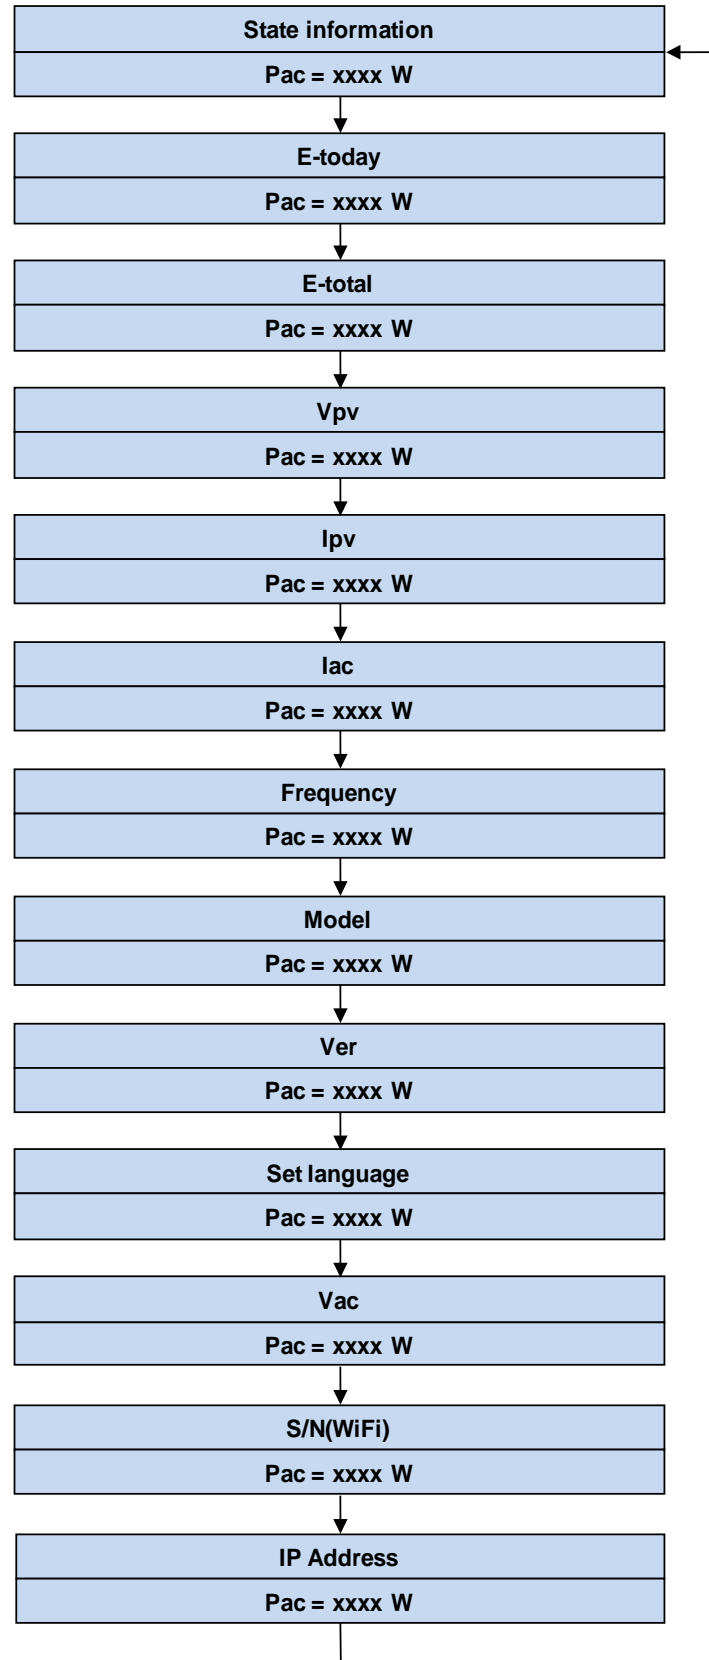 State information
Pac = xxxx W
E-today
Pac = xxxx W
E-total
Pac = xxxx W
Vpv
Pac = xxxx W
Ipv
Pac = xxxx W
Iac
Pac = xxxx W
Frequency
Pac = xxxx W
Model
Pac = xxxx W
Ver
Pac = xxxx W
Set language
Pac = xxxx W
Vac
Pac = xxxx W
S/N(WiFi)
Pac = xxxx W
IP Address
Pac = xxxx W